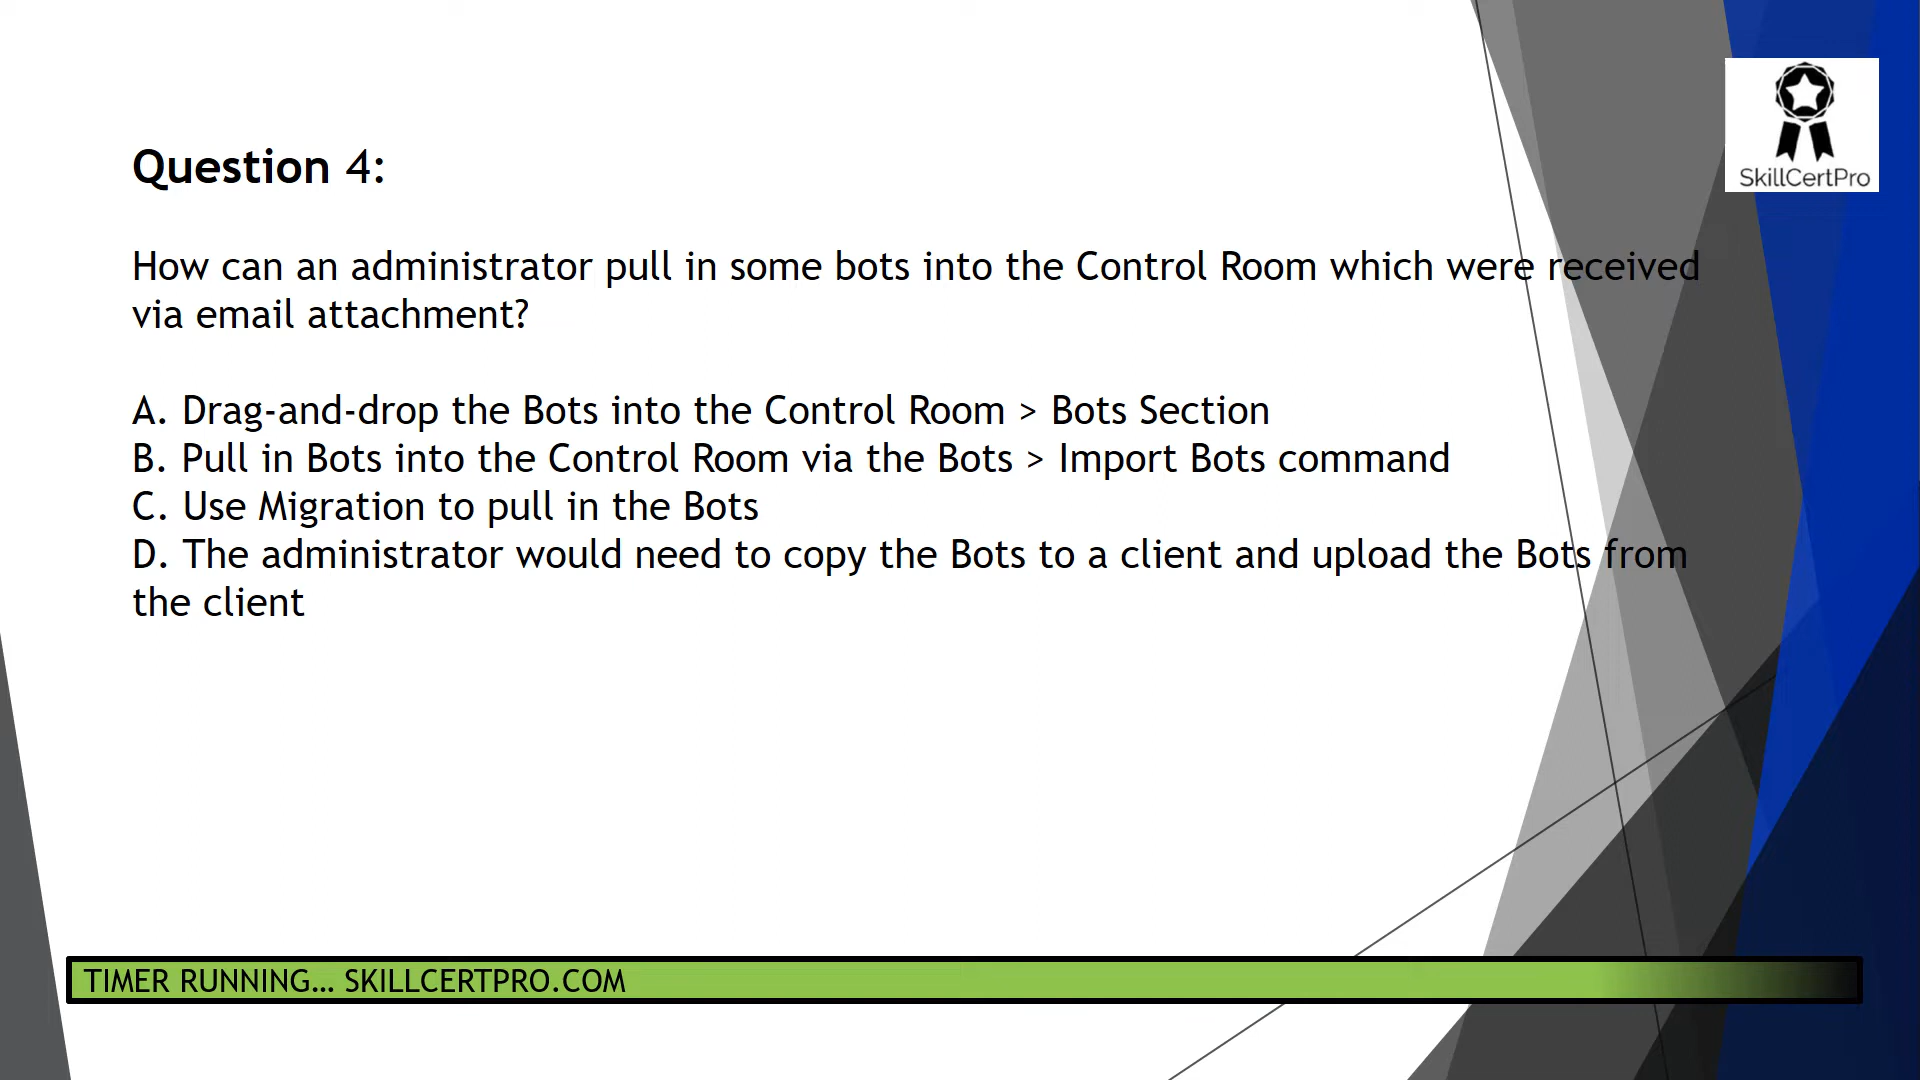 SkillCertPro
Question 4:
How can an administrator pull in some bots into the Control Room which were received
via email attachment?
A. Drag-and-drop the Bots into the Control Room > Bots Section
B. Pull in Bots into the Control Room via the Bots > Import Bots command
C. Use Migration to pull in the Bots
D. The administrator would need to copy the Bots to a client and upload the Bots from
the client
TIMER RUNNING... SKILLCERTPRO.COM